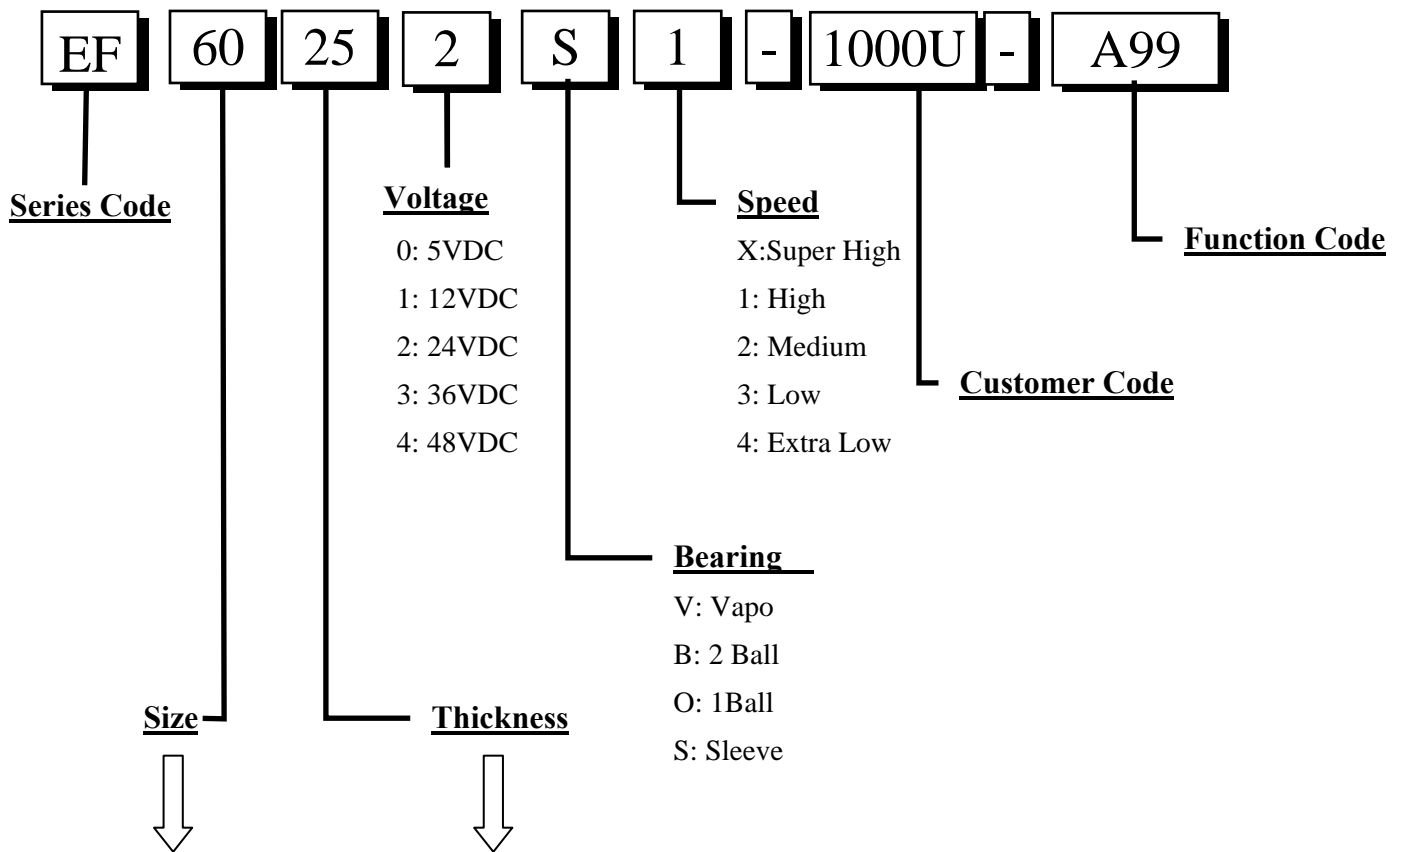 EF 60 25 2 S 1 - 1000U - A99
Series Code
Voltage
0: 5VDC
1: 12VDC
2: 24VDC
3: 36VDC
4: 48VDC
Speed
X:Super High
1: High
2: Medium
3: Low
4: Extra Low
Function Code
Customer Code
Bearing
V: Vapo
B: 2 Ball
O: 1Ball
S: Sleeve
Size
Thickness